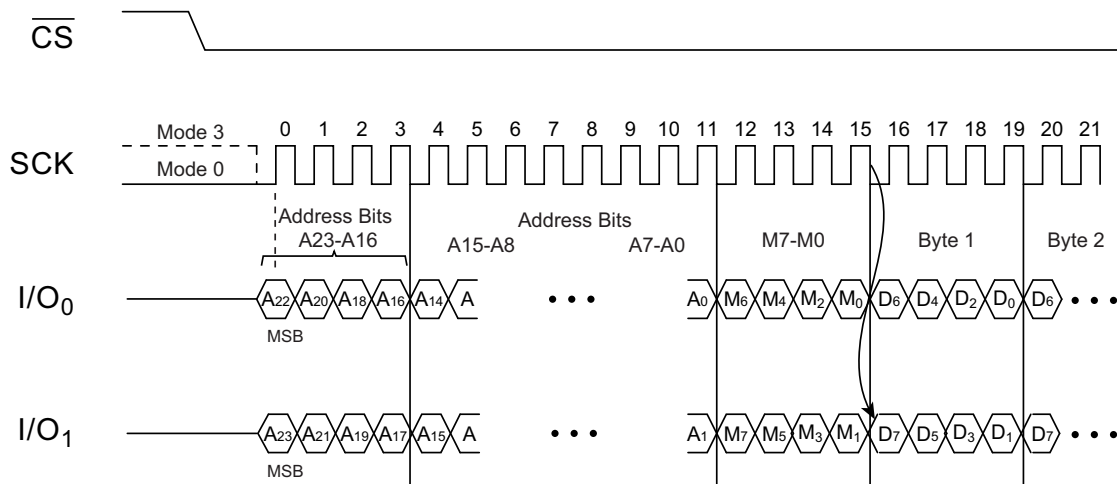 CS
Mode 3 0 1 2 3 4 5 6 7 8 9 10 11 12 13 14 15 16 17 18 19 20 21
SCK
Mode 0
Address Bits Address Bits
A23-A16 A15-A8 A7-A0 M7-M0 Byte 1 Byte 2
I/O0 A22 A20 A18 A16 A14 A • • • A0 M6 M4 M2 M0 D6 D4 D2 D0 D6 • • •
MSB
I/O1 A23 A21 A19 A17 A15 A • • • A1 M7 M5 M3 M1 D7 D5 D3 D1 D7 • • •
MSB